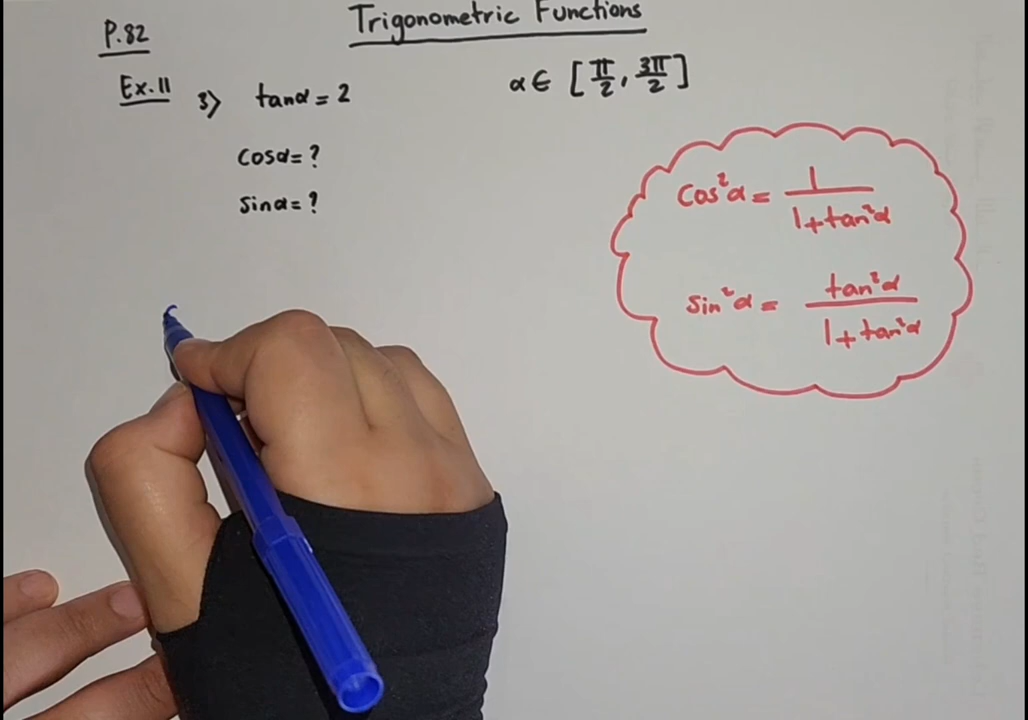 P.82
Trigonometric Functions
Ex.11 3) tanα = 2 α ∈ [π/2, 3π/2]
cosα = ?
sinα = ?
cos²α = 1/(1+tan²α)
sin²α = tan²α/(1+tan²α)